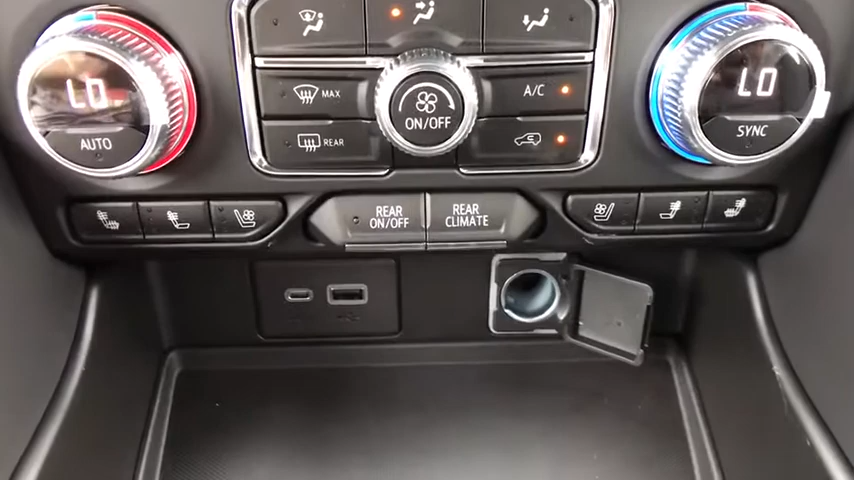 LO
AUTO
MAX
REAR
ON/OFF
A/C
LO
SYNC
REAR
ON/OFF
REAR
CLIMATE